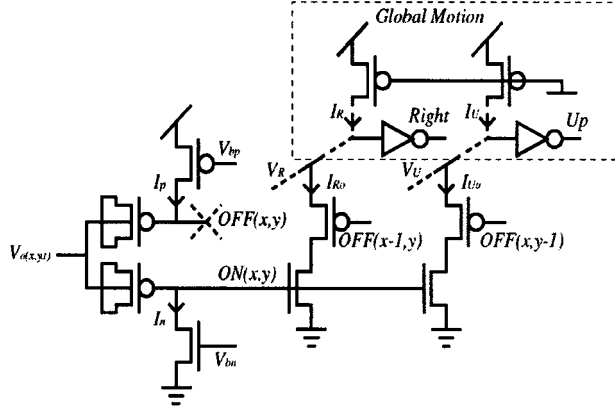 Global Motion
I_R Right I_U Up
V_bp V_R V_U
I_p I_Ro I_Uo
OFF(x,y) OFF(x-1,y) OFF(x,y-1)
V_o(x,y,t)
ON(x,y)
I_n
V_bn